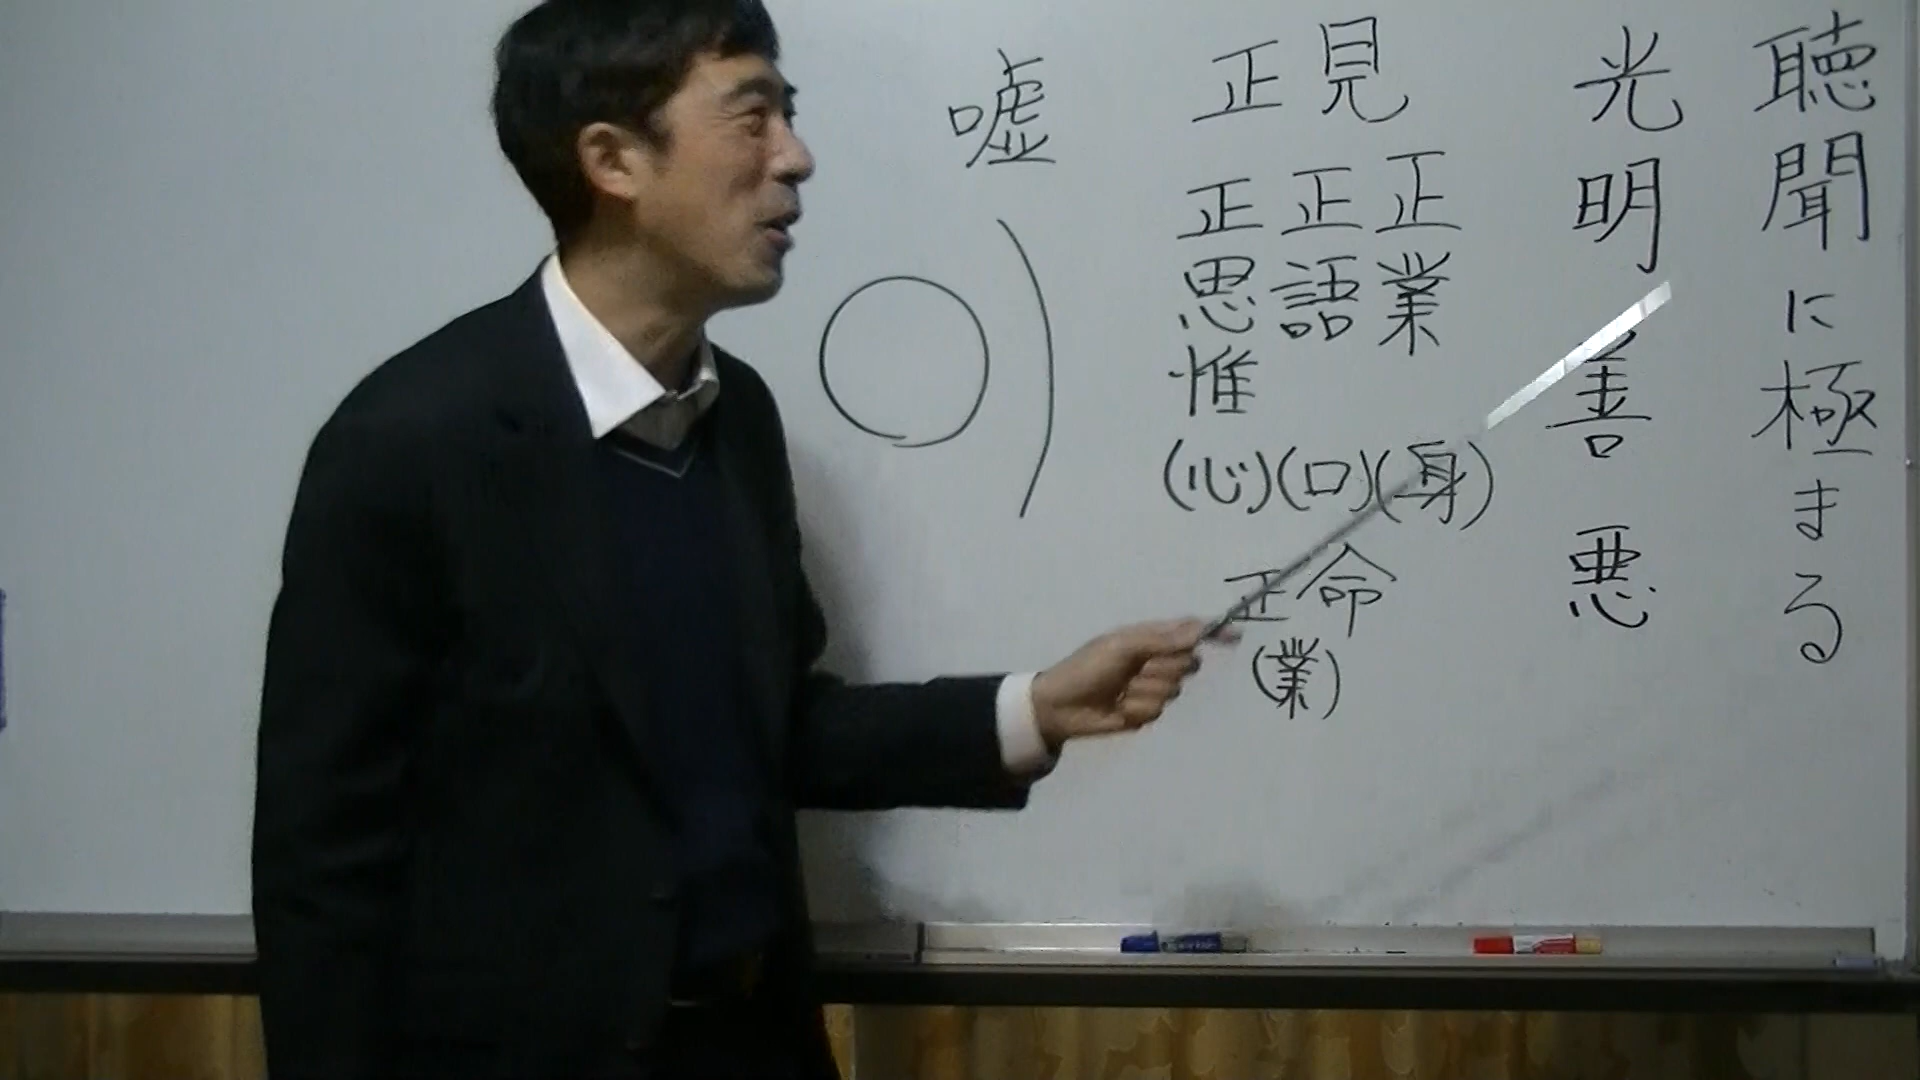 聴聞に極まる
光明 善 悪
正見
正業
正語
正思惟
(心)(口)(身)
正命
(業)
嘘